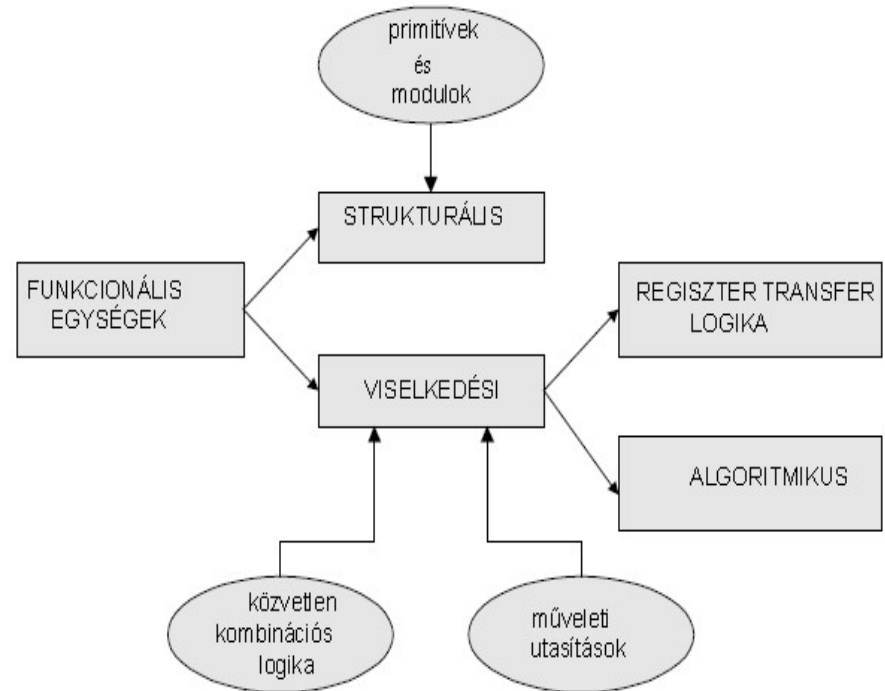 primitívek
és
modulok
STRUKTURÁLIS
FUNKCIONÁLIS
EGYSÉGEK
REGISZTER TRANSFER
LOGIKA
VISELKEDÉSI
ALGORITMIKUS
közvetlen
kombinációs
logika
műveleti
utasítások